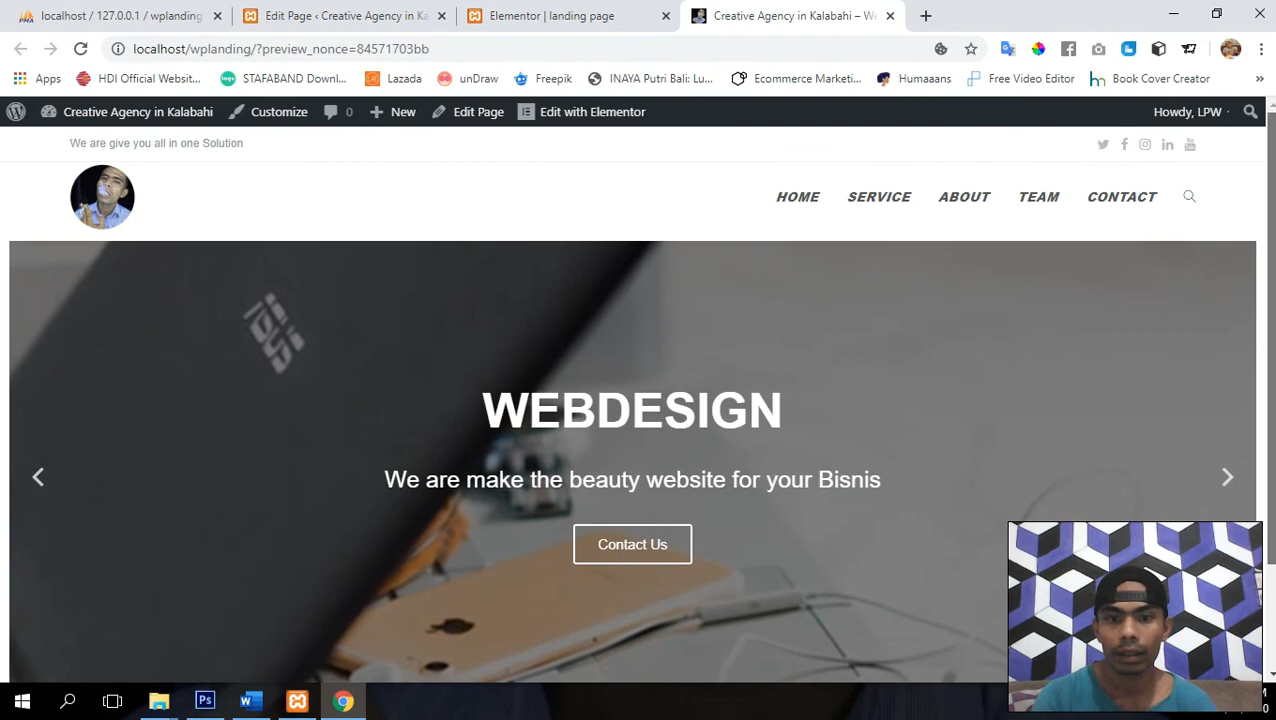 localhost / 127.0.0.1 / wplanding
Edit Page ‹ Creative Agency in K
Elementor | landing page
Creative Agency in Kalabahi – We
localhost/wplanding/?preview_nonce=84571703bb
Apps
HDI Official Websit...
STAFABAND Downl...
Lazada
unDraw
Freepik
INAYA Putri Bali: Lu...
Ecommerce Marketi...
Humaaans
Free Video Editor
Book Cover Creator
»
Creative Agency in Kalabahi
Customize
0
New
Edit Page
Edit with Elementor
Howdy, LPW
We are give you all in one Solution
HOME
SERVICE
ABOUT
TEAM
CONTACT
WEBDESIGN
We are make the beauty website for your Bisnis
Contact Us